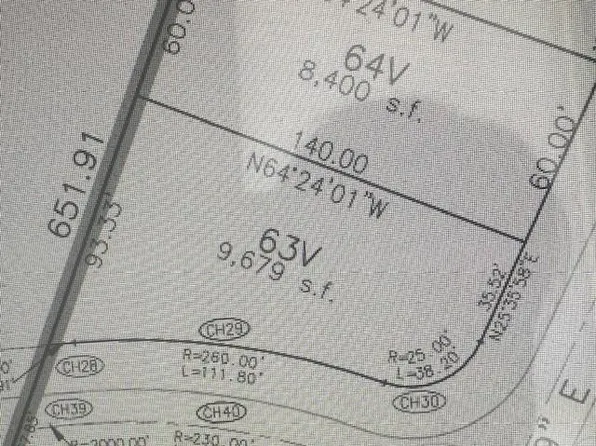 24'01"W
60.0
64V
8,400 s.f.
60.00'
140.00
N64°24'01"W
651.91
93.33'
63V
9,679 s.f.
35.52'
N25°35'58"E
CH29
R=260.00'
L=111.80'
R=25.00'
L=38.20'
CH28
CH30
CH39
CH40
R=2000.00'
R=230.00'
E